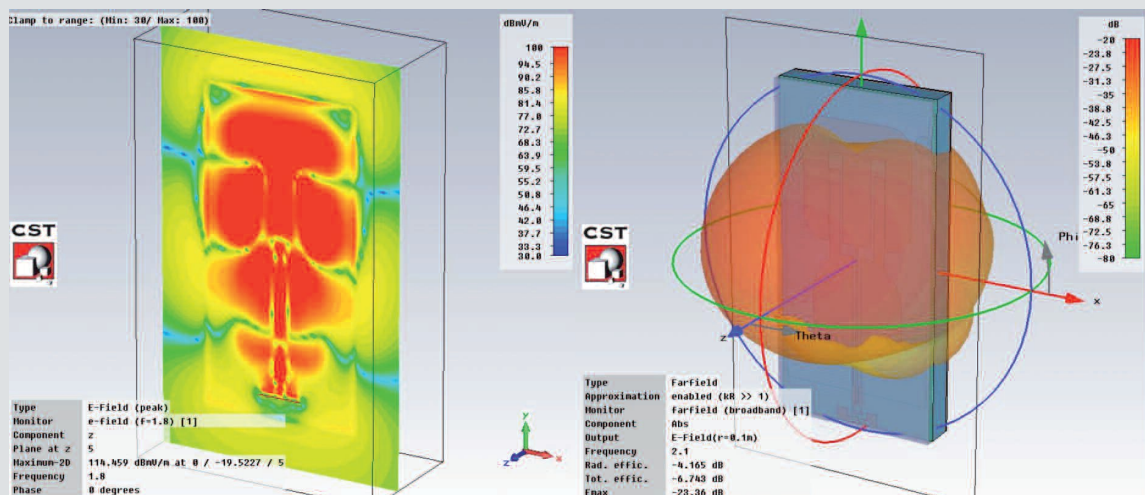 Clamp to range: (Min: 30/ Max: 100)
dBmV/m
100
94.5
90.2
85.8
81.4
77.0
72.7
68.3
63.9
59.5
55.2
50.8
46.4
42.0
37.7
33.3
30.0
CST
Type E-Field (peak)
Monitor e-field (f=1.8) [1]
Component z
Plane at z 5
Maximum-2D 114.459 dBmV/m at 0 / -19.5227 / 5
Frequency 1.8
Phase 0 degrees
y
z
x
dB
-20
-23.8
-27.5
-31.3
-35
-38.8
-42.5
-46.3
-50
-53.8
-57.5
-61.3
-65
-68.8
-72.5
-76.3
-80
Phi
x
z
Theta
CST
Type Farfield
Approximation enabled (kR >> 1)
Monitor farfield (broadband) [1]
Component Abs
Output E-Field(r=0.1m)
Frequency 2.1
Rad. effic. -4.165 dB
Tot. effic. -6.743 dB
Emax -23.36 dB